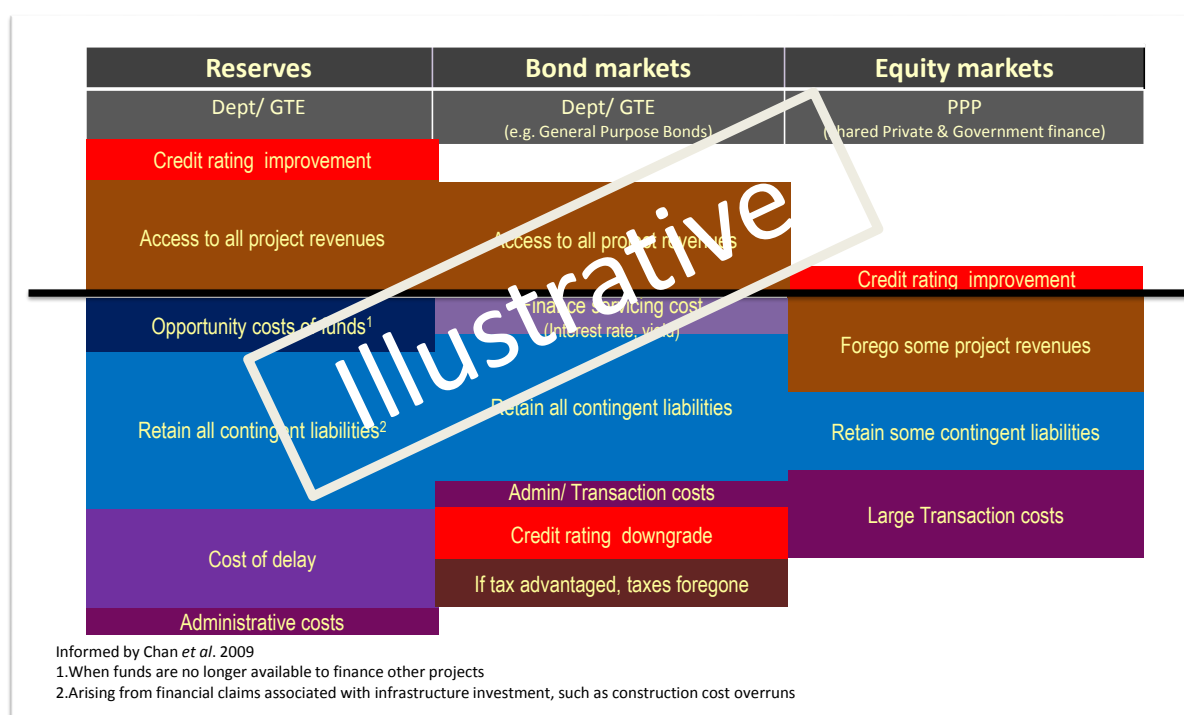 Reserves
Bond markets
Equity markets
Dept/ GTE
Dept/ GTE
(e.g. General Purpose Bonds)
PPP
(Shared Private & Government finance)
Credit rating improvement
Access to all project revenues
Access to all project revenues
Credit rating improvement
Opportunity costs of funds1
Finance servicing cost
(Interest rate, yield)
Forego some project revenues
Illustrative
Retain all contingent liabilities2
Retain all contingent liabilities
Retain some contingent liabilities
Admin/ Transaction costs
Large Transaction costs
Credit rating downgrade
Cost of delay
If tax advantaged, taxes foregone
Administrative costs
Informed by Chan et al. 2009
1.When funds are no longer available to finance other projects
2.Arising from financial claims associated with infrastructure investment, such as construction cost overruns